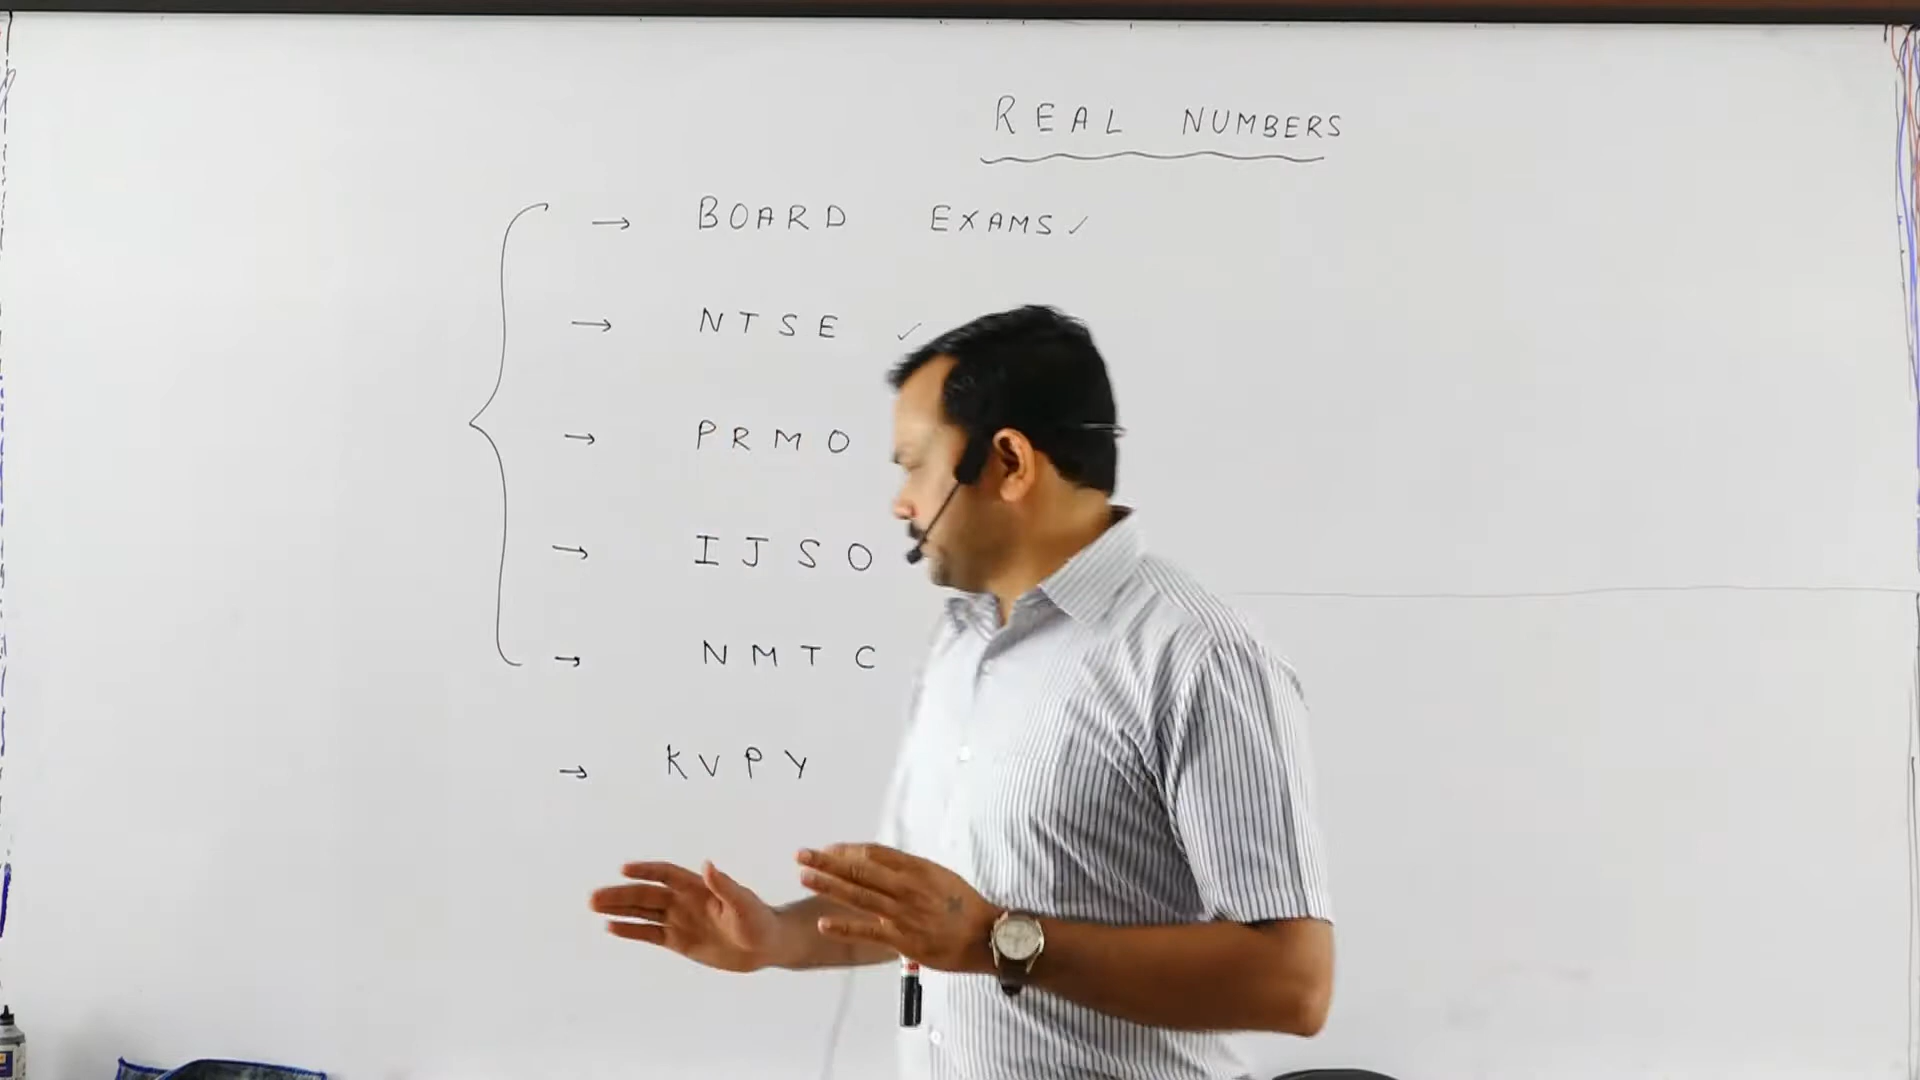 REAL NUMBERS
→ BOARD EXAMS ✓
→ NTSE ✓
→ PRMO
→ IJSO
→ NMTC
→ KVPY